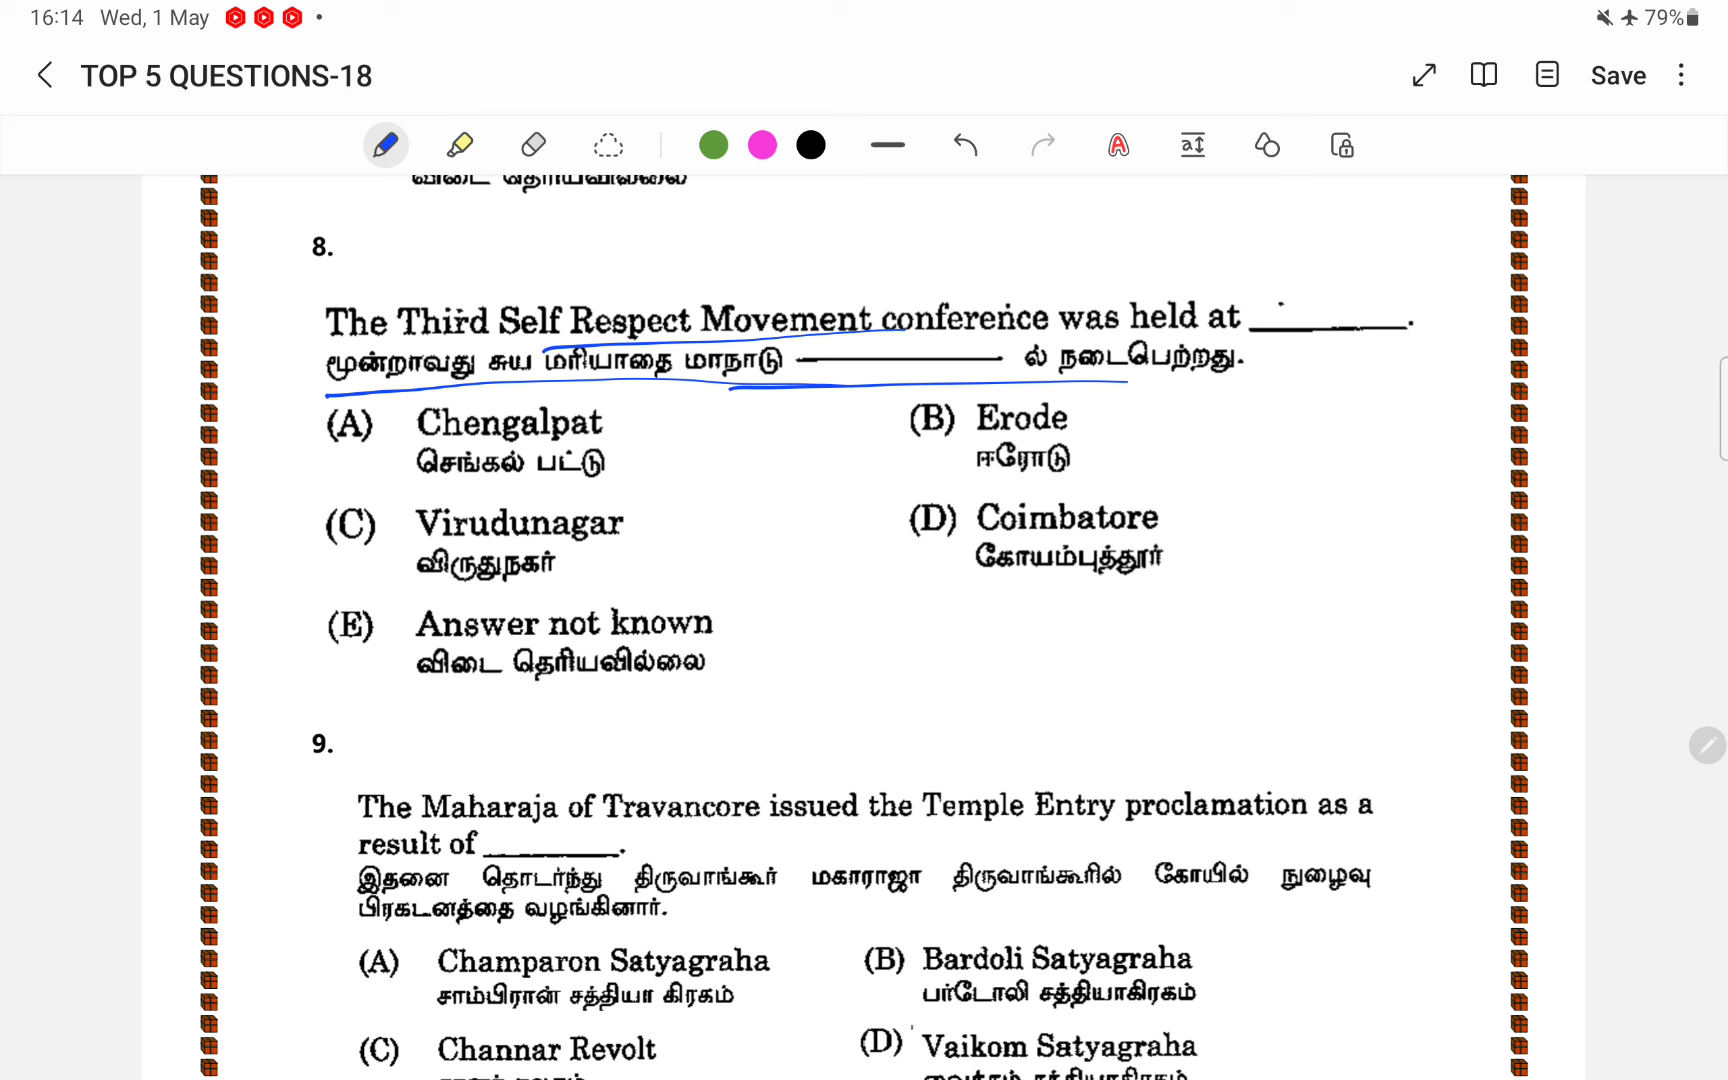 16:14 Wed, 1 May
79%
TOP 5 QUESTIONS-18
Save
விடை தெரியவில்லை
8.
The Third Self Respect Movement conference was held at ________.
மூன்றாவது சுய மரியாதை மாநாடு ________ ல் நடைபெற்றது.
(A) Chengalpat
செங்கல் பட்டு
(B) Erode
ஈரோடு
(C) Virudunagar
விருதுநகர்
(D) Coimbatore
கோயம்புத்தூர்
(E) Answer not known
விடை தெரியவில்லை
9.
The Maharaja of Travancore issued the Temple Entry proclamation as a
result of ________.
இதனை தொடர்ந்து திருவாங்கூர் மகாராஜா திருவாங்கூரில் கோயில் நுழைவு
பிரகடனத்தை வழங்கினார்.
(A) Champaron Satyagraha
சாம்பிரான் சத்தியா கிரகம்
(B) Bardoli Satyagraha
பர்டோலி சத்தியாகிரகம்
(C) Channar Revolt
(D) Vaikom Satyagraha